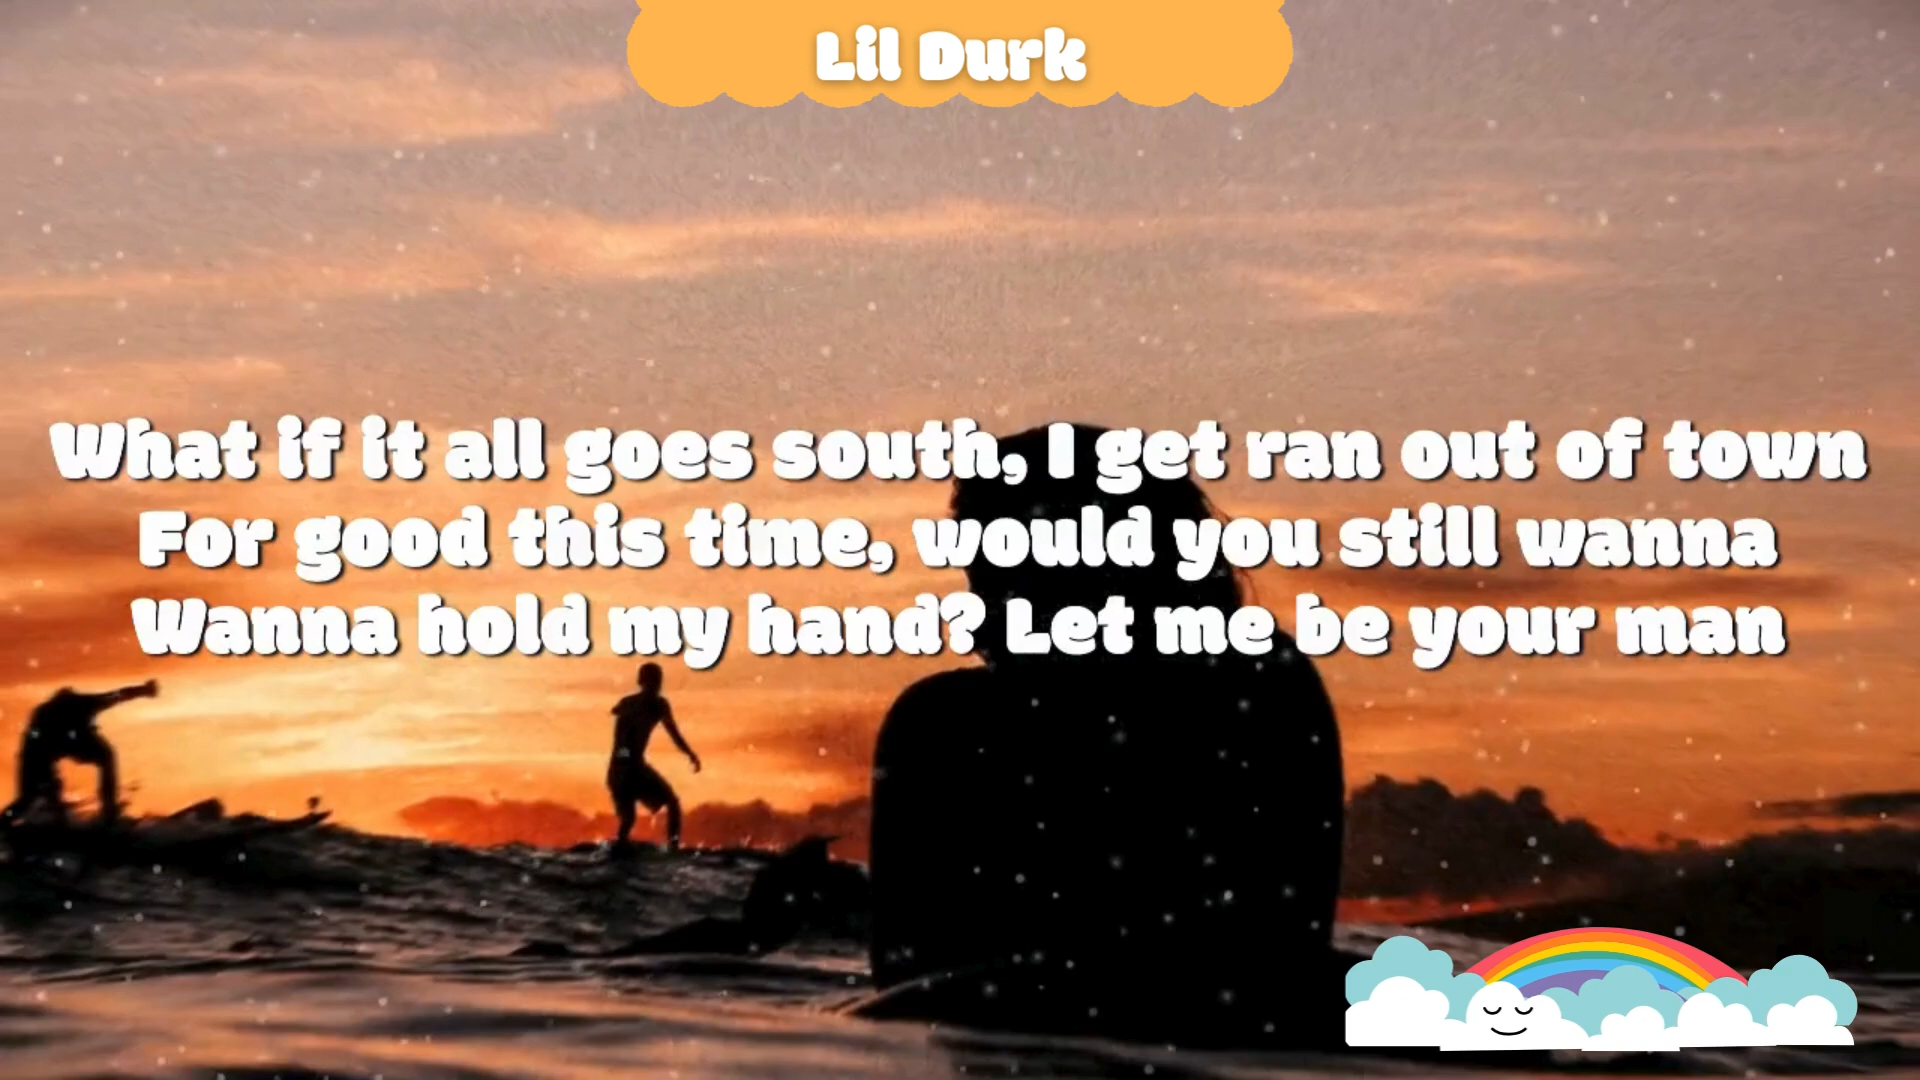 Lil Durk
What if it all goes south, I get ran out of town
For good this time, would you still wanna
Wanna hold my hand? Let me be your man